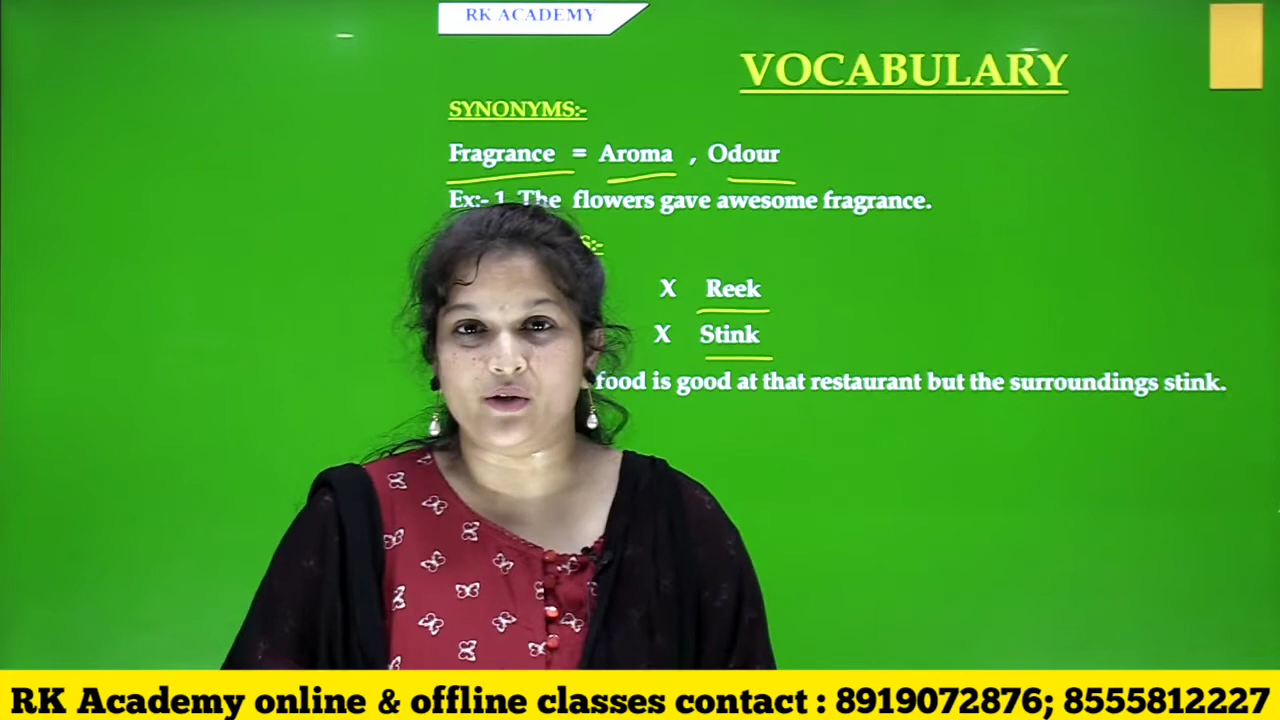 RK ACADEMY
VOCABULARY
SYNONYMS:-
Fragrance = Aroma , Odour
Ex:- 1 The flowers gave awesome fragrance.
S:-
X Reek
X Stink
food is good at that restaurant but the surroundings stink.
RK Academy online & offline classes contact : 8919072876; 8555812227